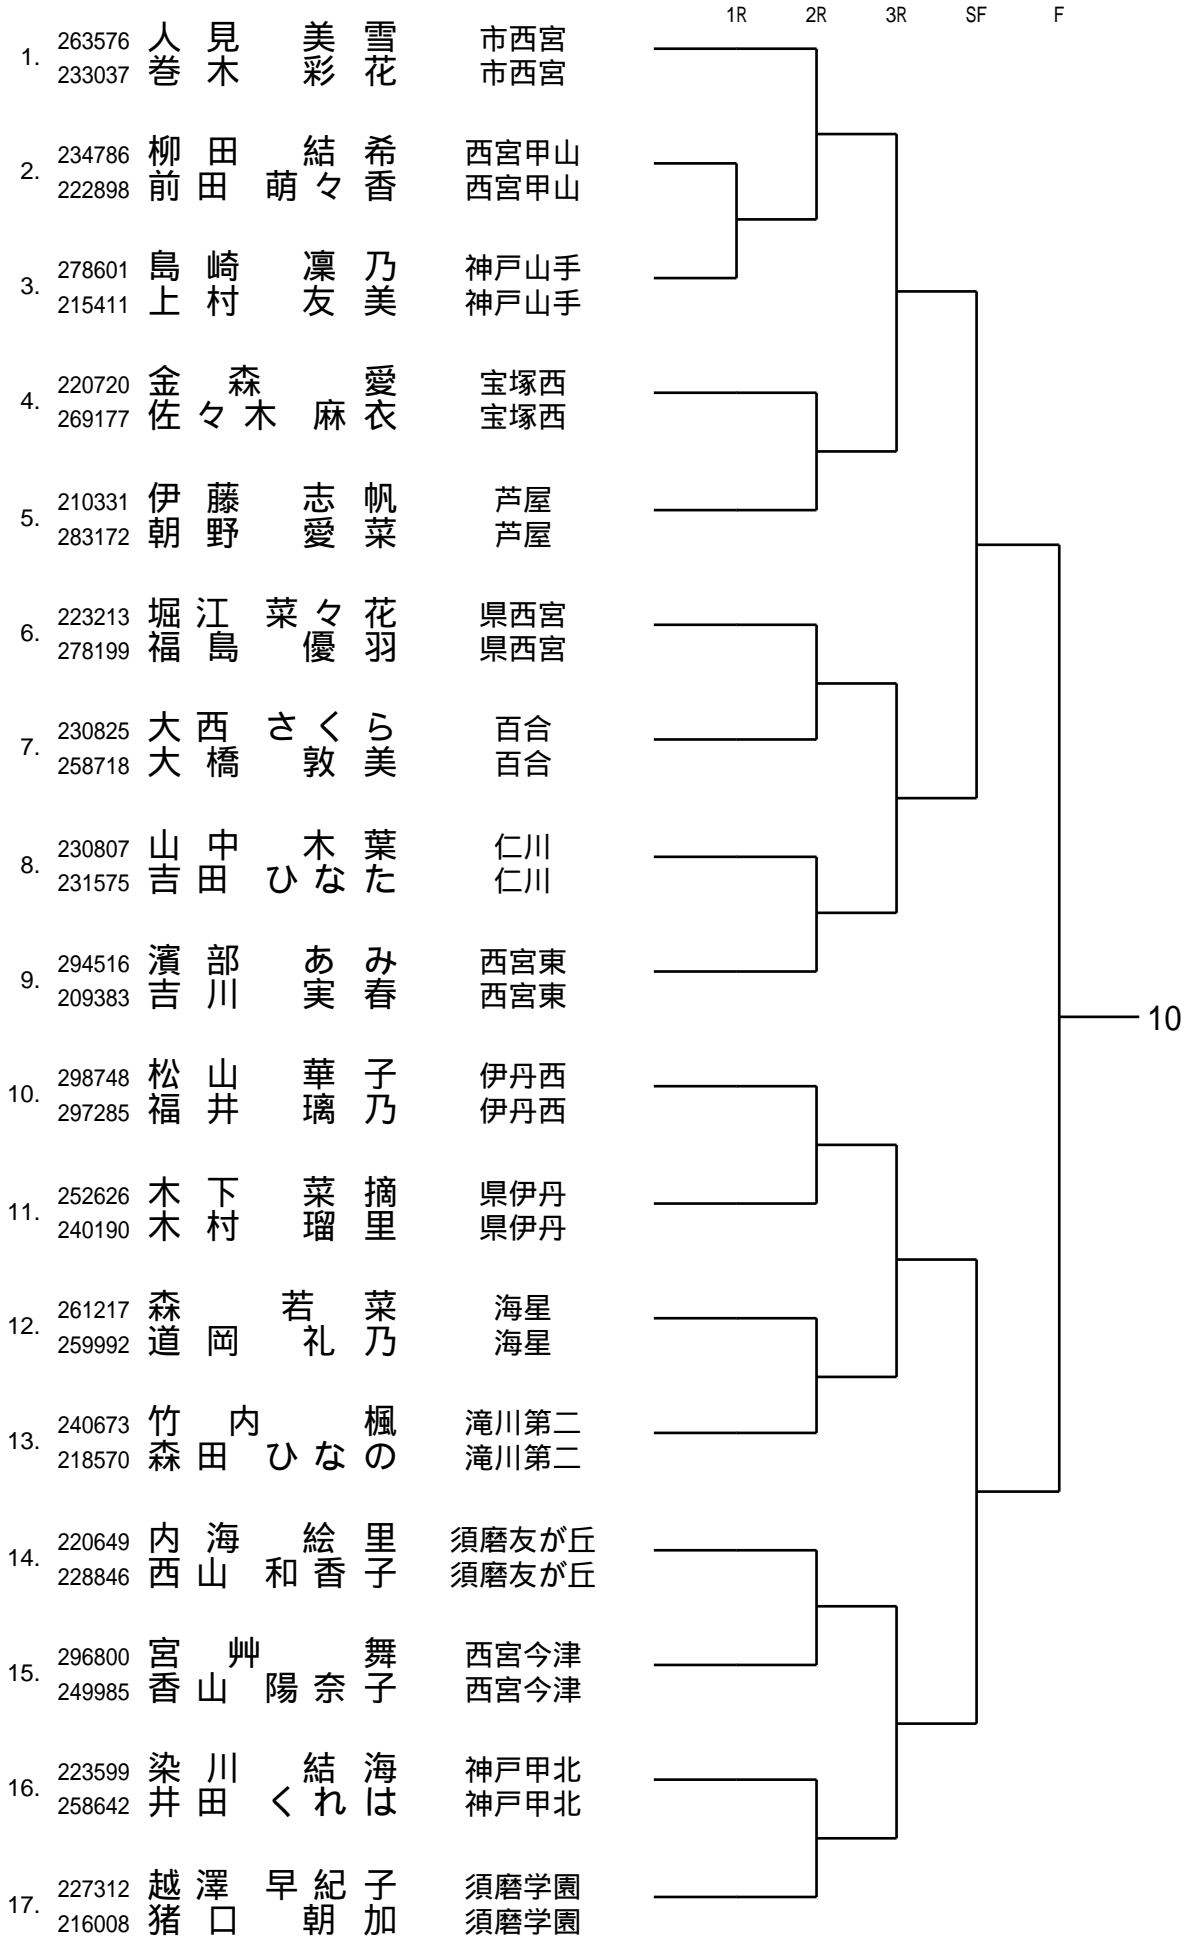 1R 2R 3R SF F
1. 263576 人見 美雪 市西宮
233037 巻木 彩花 市西宮
2. 234786 柳田 結希 西宮甲山
222898 前田 萌々香 西宮甲山
3. 278601 島崎 凜乃 神戸山手
215411 上村 友美 神戸山手
4. 220720 金森 愛 宝塚西
269177 佐々木 麻衣 宝塚西
5. 210331 伊藤 志帆 芦屋
283172 朝野 愛菜 芦屋
6. 223213 堀江 菜々花 県西宮
278199 福島 優羽 県西宮
7. 230825 大西 さくら 百合
258718 大橋 敦美 百合
8. 230807 山中 木葉 仁川
231575 吉田 ひなた 仁川
9. 294516 濱部 あみ 西宮東
209383 吉川 実春 西宮東
10
10. 298748 松山 華子 伊丹西
297285 福井 璃乃 伊丹西
11. 252626 木下 菜摘 県伊丹
240190 木村 瑠里 県伊丹
12. 261217 森 若菜 海星
259992 道岡 礼乃 海星
13. 240673 竹内 楓 滝川第二
218570 森田 ひなの 滝川第二
14. 220649 内海 絵里 須磨友が丘
228846 西山 和香子 須磨友が丘
15. 296800 宮艸 舞 西宮今津
249985 香山 陽奈子 西宮今津
16. 223599 染川 結海 神戸甲北
258642 井田 くれは 神戸甲北
17. 227312 越澤 早紀子 須磨学園
216008 猪口 朝加 須磨学園